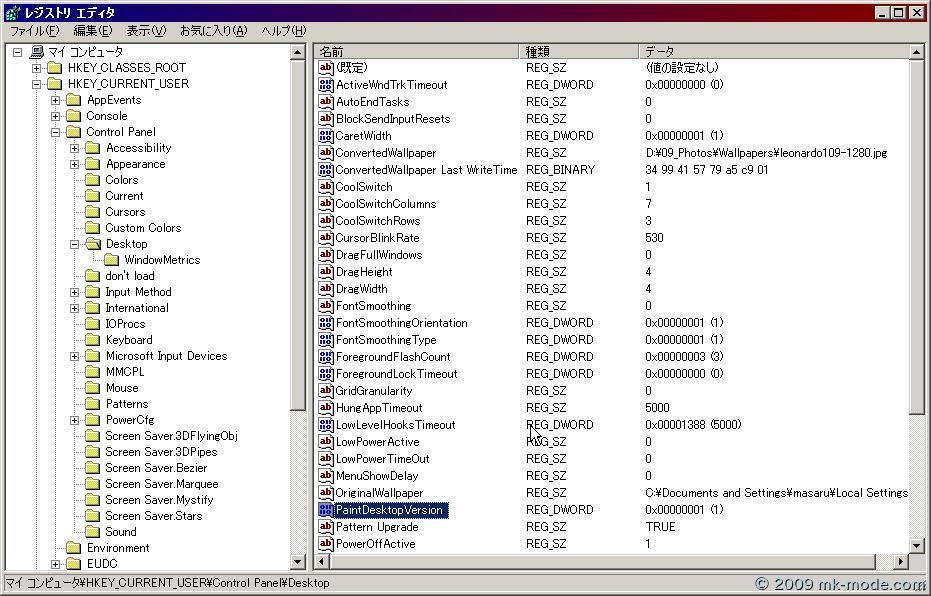 レジストリ エディタ
ファイル(F) 編集(E) 表示(V) お気に入り(A) ヘルプ(H)
マイ コンピュータ
HKEY_CLASSES_ROOT
HKEY_CURRENT_USER
AppEvents
Console
Control Panel
Accessibility
Appearance
Colors
Current
Cursors
Custom Colors
Desktop
WindowMetrics
don't load
Input Method
International
IOProcs
Keyboard
Microsoft Input Devices
MMCPL
Mouse
Patterns
PowerCfg
Screen Saver.3DFlyingObj
Screen Saver.3DPipes
Screen Saver.Bezier
Screen Saver.Marquee
Screen Saver.Mystify
Screen Saver.Stars
Sound
Environment
EUDC
名前 種類 データ
(既定) REG_SZ (値の設定なし)
ActiveWndTrkTimeout REG_DWORD 0x00000000 (0)
AutoEndTasks REG_SZ 0
BlockSendInputResets REG_SZ 0
CaretWidth REG_DWORD 0x00000001 (1)
ConvertedWallpaper REG_SZ D:¥09_Photos¥Wallpapers¥leonardo109-1280.jpg
ConvertedWallpaper Last WriteTime REG_BINARY 34 99 41 57 79 a5 c9 01
CoolSwitch REG_SZ 1
CoolSwitchColumns REG_SZ 7
CoolSwitchRows REG_SZ 3
CursorBlinkRate REG_SZ 530
DragFullWindows REG_SZ 0
DragHeight REG_SZ 4
DragWidth REG_SZ 4
FontSmoothing REG_SZ 0
FontSmoothingOrientation REG_DWORD 0x00000001 (1)
FontSmoothingType REG_DWORD 0x00000001 (1)
ForegroundFlashCount REG_DWORD 0x00000003 (3)
ForegroundLockTimeout REG_DWORD 0x00000000 (0)
GridGranularity REG_SZ 0
HungAppTimeout REG_SZ 5000
LowLevelHooksTimeout REG_DWORD 0x00001388 (5000)
LowPowerActive REG_SZ 0
LowPowerTimeOut REG_SZ 0
MenuShowDelay REG_SZ 0
OriginalWallpaper REG_SZ C:¥Documents and Settings¥masaru¥Local Settings
PaintDesktopVersion REG_DWORD 0x00000001 (1)
Pattern Upgrade REG_SZ TRUE
PowerOffActive REG_SZ 1
マイ コンピュータ¥HKEY_CURRENT_USER¥Control Panel¥Desktop
© 2009 mk-mode.com